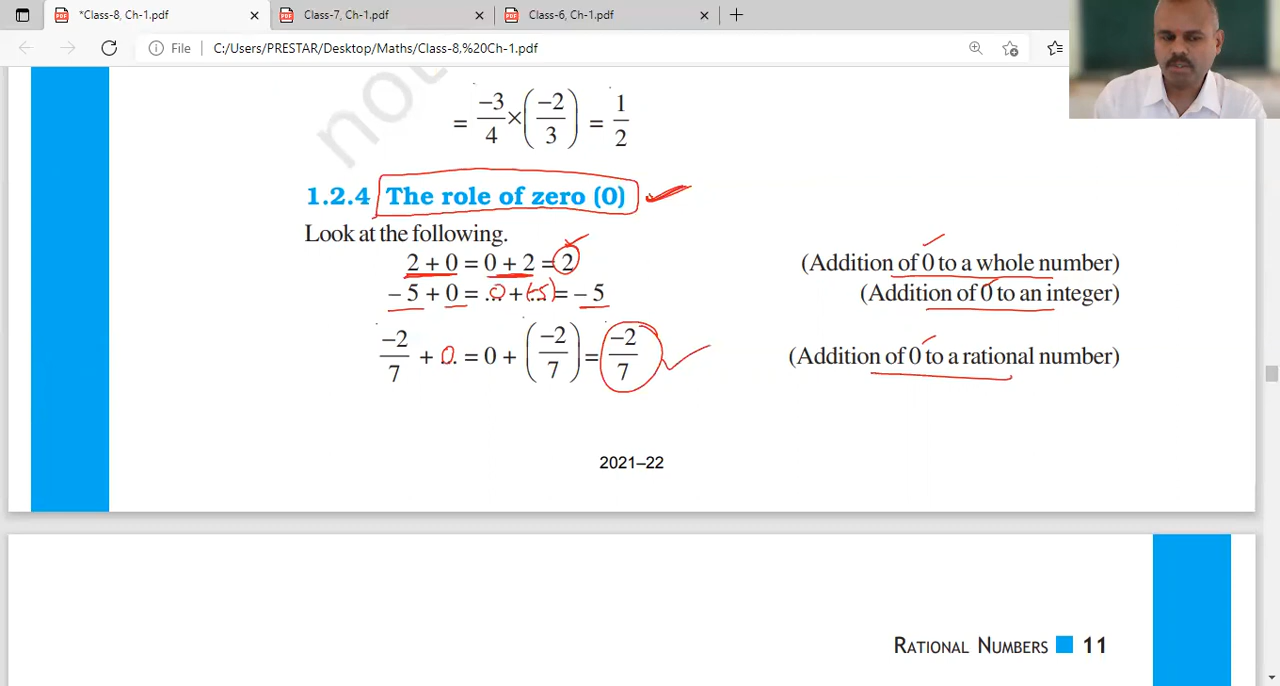 *Class-8, Ch-1.pdf
Class-7, Ch-1.pdf
Class-6, Ch-1.pdf
File | C:/Users/PRESTAR/Desktop/Maths/Class-8,%20Ch-1.pdf
not
= -3/4 × (-2/3) = 1/2
1.2.4 The role of zero (0)
Look at the following.
2 + 0 = 0 + 2 = 2 (Addition of 0 to a whole number)
– 5 + 0 = ... 0 + (-5) = – 5 (Addition of 0 to an integer)
-2/7 + 0. = 0 + (-2/7) = -2/7 (Addition of 0 to a rational number)
2021–22
RATIONAL NUMBERS 11